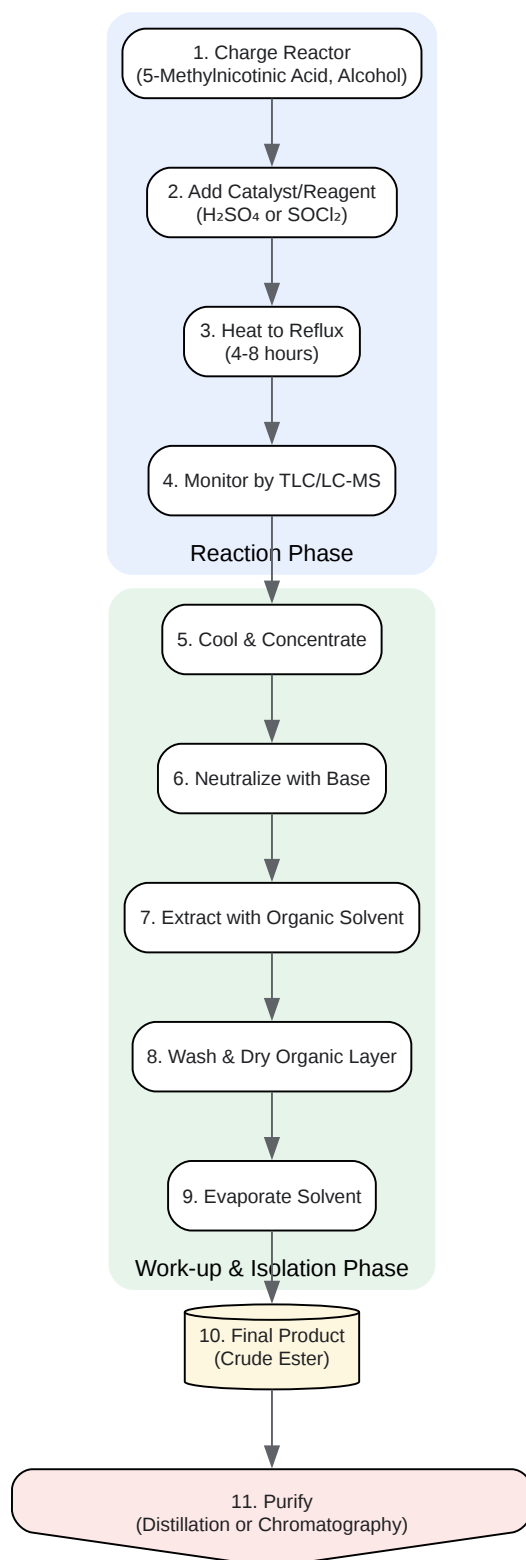 1. Charge Reactor
(5-Methylnicotinic Acid, Alcohol)
2. Add Catalyst/Reagent
(H₂SO₄ or SOCl₂)
3. Heat to Reflux
(4-8 hours)
4. Monitor by TLC/LC-MS
Reaction Phase
5. Cool & Concentrate
6. Neutralize with Base
7. Extract with Organic Solvent
8. Wash & Dry Organic Layer
9. Evaporate Solvent
Work-up & Isolation Phase
10. Final Product
(Crude Ester)
11. Purify
(Distillation or Chromatography)